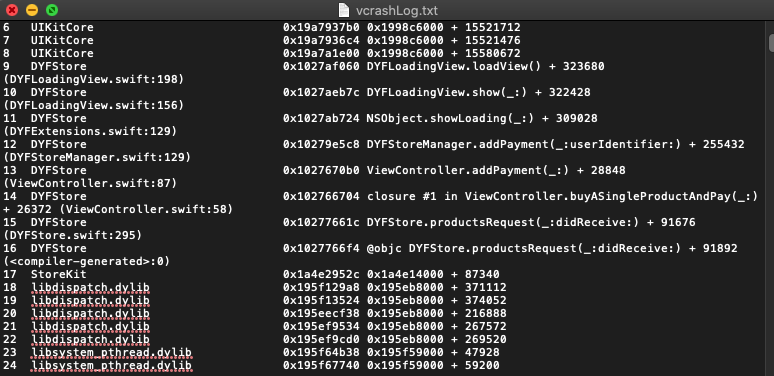 vcrashLog.txt
6 UIKitCore 0x19a7937b0 0x1998c6000 + 15521712
7 UIKitCore 0x19a7936c4 0x1998c6000 + 15521476
8 UIKitCore 0x19a7a1e00 0x1998c6000 + 15580672
9 DYFStore 0x1027af060 DYFLoadingView.loadView() + 323680
(DYFLoadingView.swift:198)
10 DYFStore 0x1027aeb7c DYFLoadingView.show(_:) + 322428
(DYFLoadingView.swift:156)
11 DYFStore 0x1027ab724 NSObject.showLoading(_:) + 309028
(DYFExtensions.swift:129)
12 DYFStore 0x10279e5c8 DYFStoreManager.addPayment(_:userIdentifier:) + 255432
(DYFStoreManager.swift:129)
13 DYFStore 0x1027670b0 ViewController.addPayment(_:) + 28848
(ViewController.swift:87)
14 DYFStore 0x102766704 closure #1 in ViewController.buyASingleProductAndPay(_:)
+ 26372 (ViewController.swift:58)
15 DYFStore 0x10277661c DYFStore.productsRequest(_:didReceive:) + 91676
(DYFStore.swift:295)
16 DYFStore 0x1027766f4 @objc DYFStore.productsRequest(_:didReceive:) + 91892
(<compiler-generated>:0)
17 StoreKit 0x1a4e2952c 0x1a4e14000 + 87340
18 libdispatch.dylib 0x195f129a8 0x195eb8000 + 371112
19 libdispatch.dylib 0x195f13524 0x195eb8000 + 374052
20 libdispatch.dylib 0x195eecf38 0x195eb8000 + 216888
21 libdispatch.dylib 0x195ef9534 0x195eb8000 + 267572
22 libdispatch.dylib 0x195ef9cd0 0x195eb8000 + 269520
23 libsystem_pthread.dylib 0x195f64b38 0x195f59000 + 47928
24 libsystem_pthread.dylib 0x195f67740 0x195f59000 + 59200